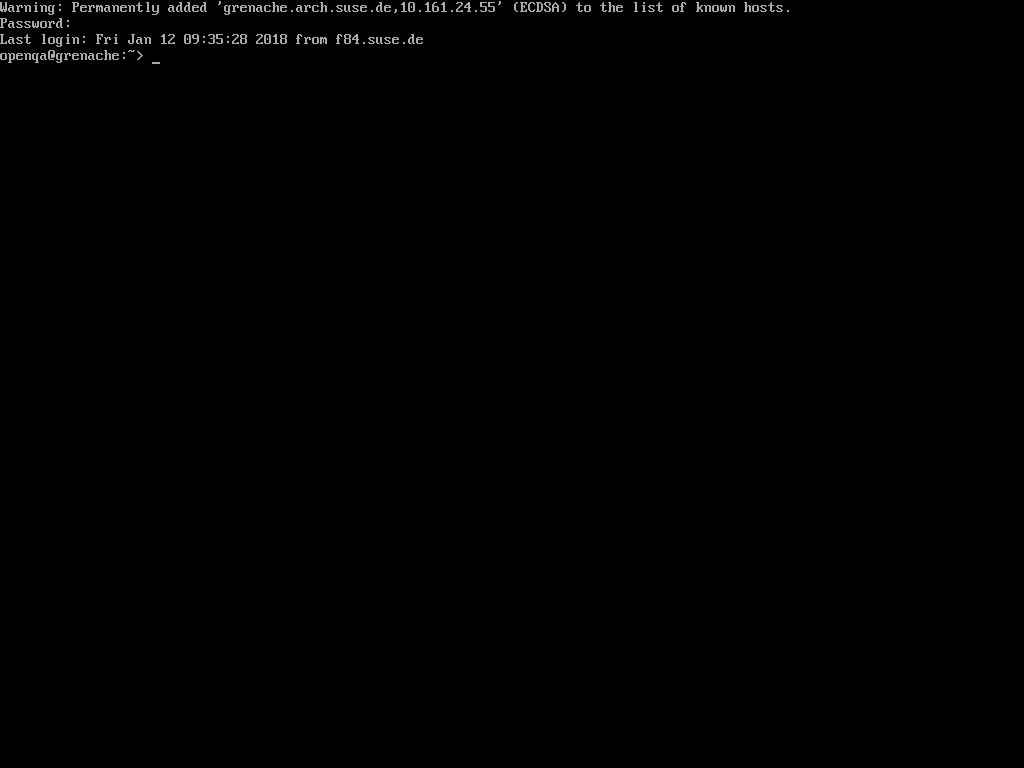 Warning: Permanently added 'grenache.arch.suse.de,10.161.24.55' (ECDSA) to the list of known hosts.
Password:
Last login: Fri Jan 12 09:35:28 2018 from f84.suse.de
openqa@grenache:~> _